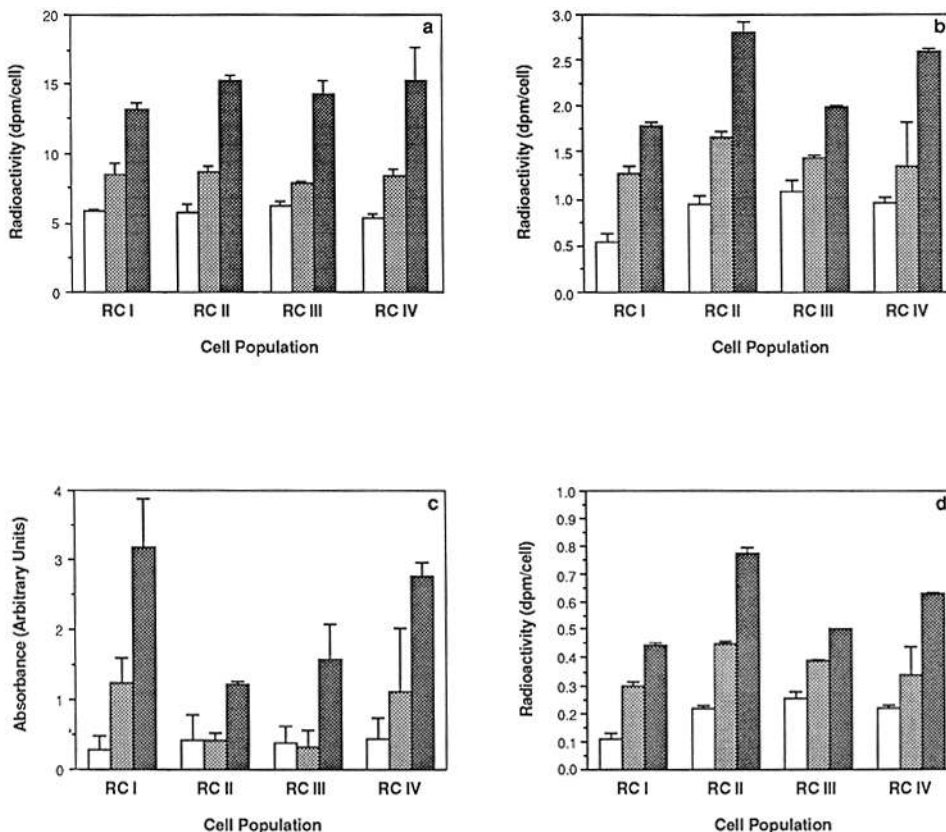 a
Radioactivity (dpm/cell)
20
15
10
5
0
RC I RC II RC III RC IV
Cell Population
b
Radioactivity (dpm/cell)
3.0
2.5
2.0
1.5
1.0
0.5
0.0
RC I RC II RC III RC IV
Cell Population
c
Absorbance (Arbitrary Units)
4
3
2
1
0
RC I RC II RC III RC IV
Cell Population
d
Radioactivity (dpm/cell)
1.0
0.9
0.8
0.7
0.6
0.5
0.4
0.3
0.2
0.1
0.0
RC I RC II RC III RC IV
Cell Population